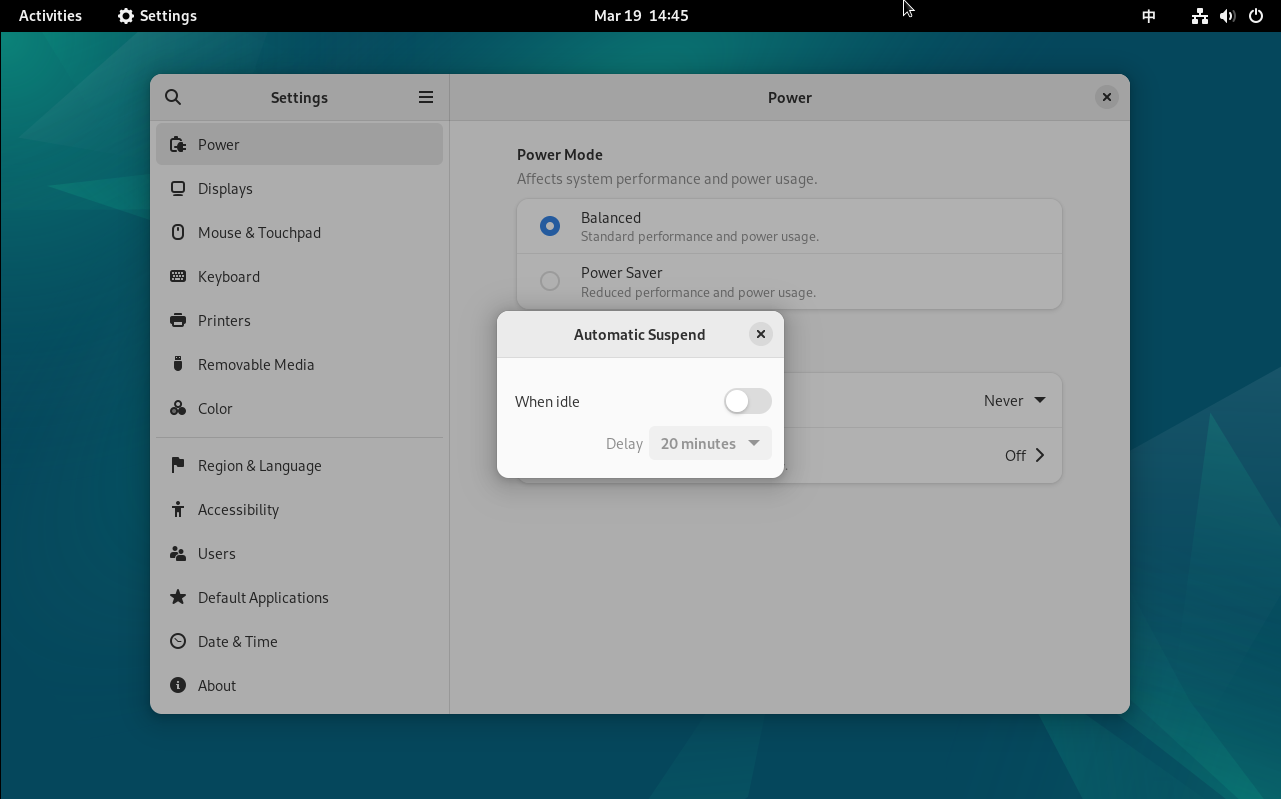 Activities
Settings
Mar 19 14:45
中
Settings
Power
Power
Displays
Mouse & Touchpad
Keyboard
Printers
Removable Media
Color
Region & Language
Accessibility
Users
Default Applications
Date & Time
About
Power Mode
Affects system performance and power usage.
Balanced
Standard performance and power usage.
Power Saver
Reduced performance and power usage.
Never
Off
Automatic Suspend
When idle
Delay
20 minutes